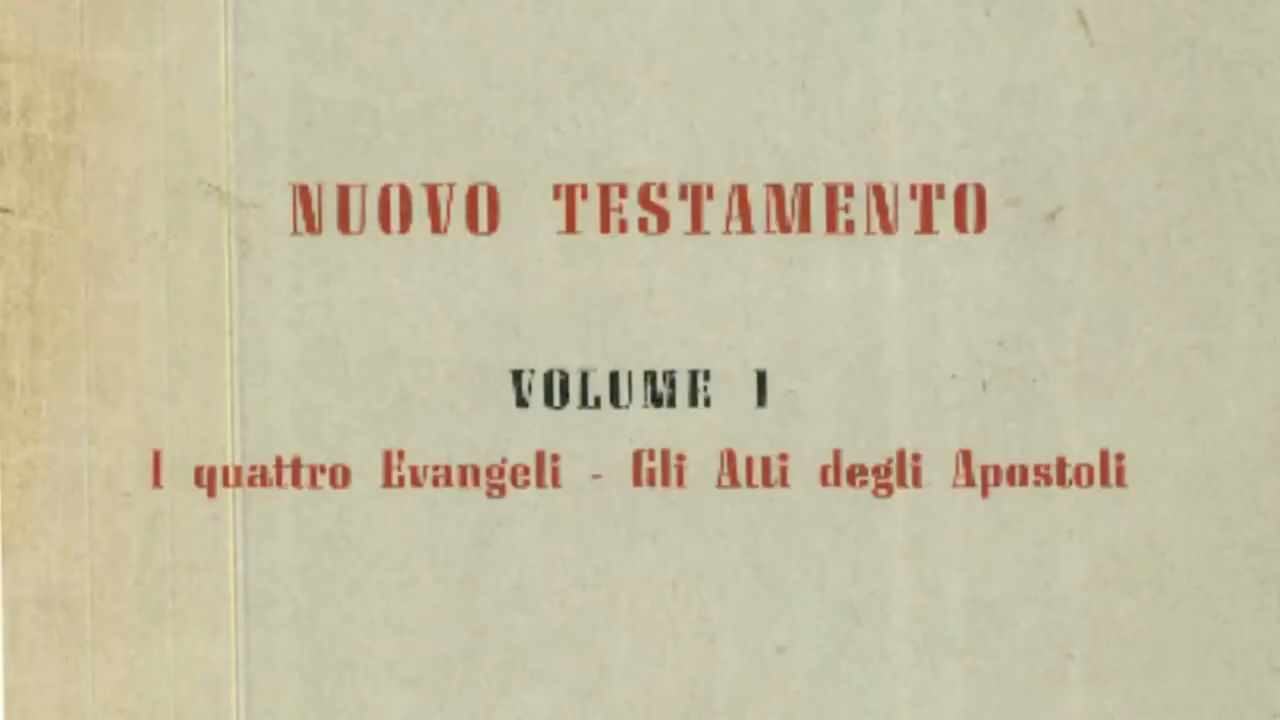 NUOVO TESTAMENTO
VOLUME I
I quattro Evangeli - Gli Atti degli Apostoli